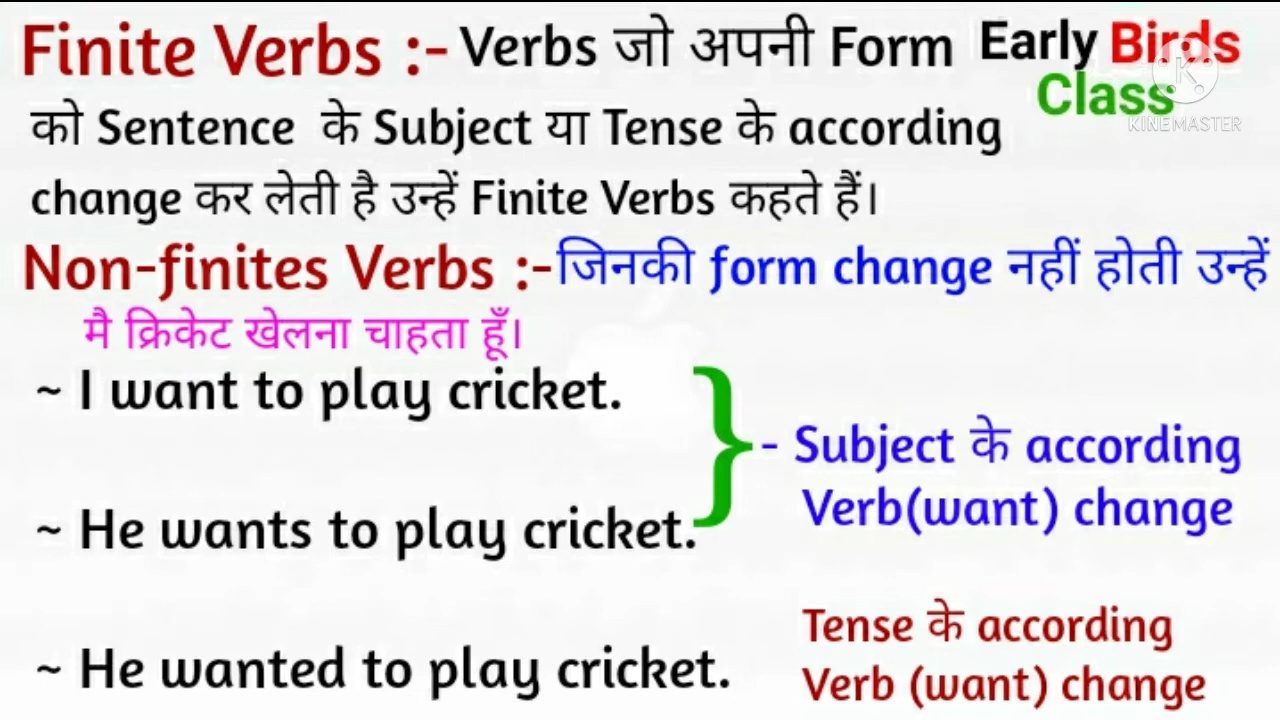 Finite Verbs :- Verbs जो अपनी Form
Early Birds
Class
KINEMASTER
को Sentence के Subject या Tense के according
change कर लेती है उन्हें Finite Verbs कहते हैं।
Non-finites Verbs :- जिनकी form change नहीं होती उन्हें
मै क्रिकेट खेलना चाहता हूँ।
~ I want to play cricket.
~ He wants to play cricket.
} - Subject के according
Verb(want) change
~ He wanted to play cricket.
Tense के according
Verb (want) change